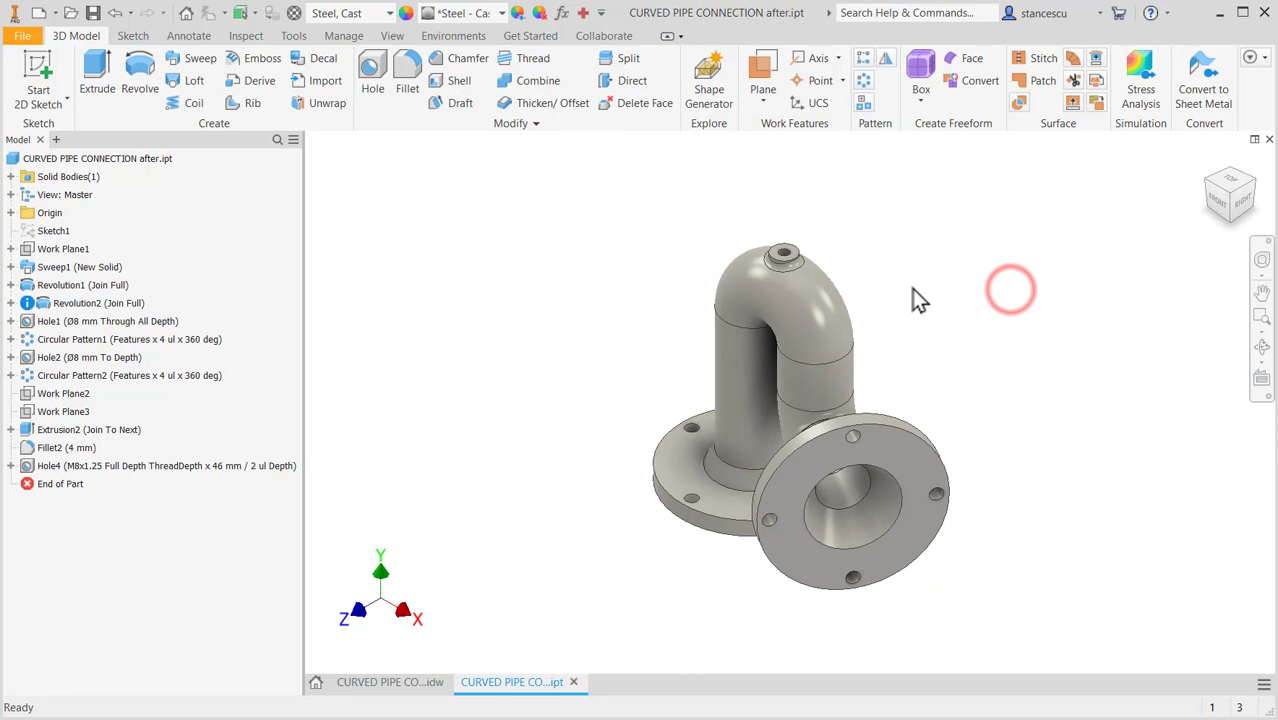 PRO
Steel, Cast
*Steel - Cas
CURVED PIPE CONNECTION after.ipt
Search Help & Commands...
stancescu
File
3D Model
Sketch
Annotate
Inspect
Tools
Manage
View
Environments
Get Started
Collaborate
Start
2D Sketch
Extrude
Revolve
Sweep
Loft
Coil
Emboss
Derive
Rib
Decal
Import
Unwrap
Hole
Fillet
Chamfer
Shell
Draft
Thread
Combine
Thicken/ Offset
Split
Direct
Delete Face
Shape
Generator
Plane
Axis
Point
UCS
Box
Face
Convert
Stitch
Patch
Stress
Analysis
Convert to
Sheet Metal
Sketch
Create
Modify
Explore
Work Features
Pattern
Create Freeform
Surface
Simulation
Convert
Model
CURVED PIPE CONNECTION after.ipt
Solid Bodies(1)
View: Master
Origin
Sketch1
Work Plane1
Sweep1 (New Solid)
Revolution1 (Join Full)
Revolution2 (Join Full)
Hole1 (Ø8 mm Through All Depth)
Circular Pattern1 (Features x 4 ul x 360 deg)
Hole2 (Ø8 mm To Depth)
Circular Pattern2 (Features x 4 ul x 360 deg)
Work Plane2
Work Plane3
Extrusion2 (Join To Next)
Fillet2 (4 mm)
Hole4 (M8x1.25 Full Depth ThreadDepth x 46 mm / 2 ul Depth)
End of Part
TOP
FRONT
RIGHT
Y
Z
X
CURVED PIPE CO...idw
CURVED PIPE CO...ipt
Ready
1
3